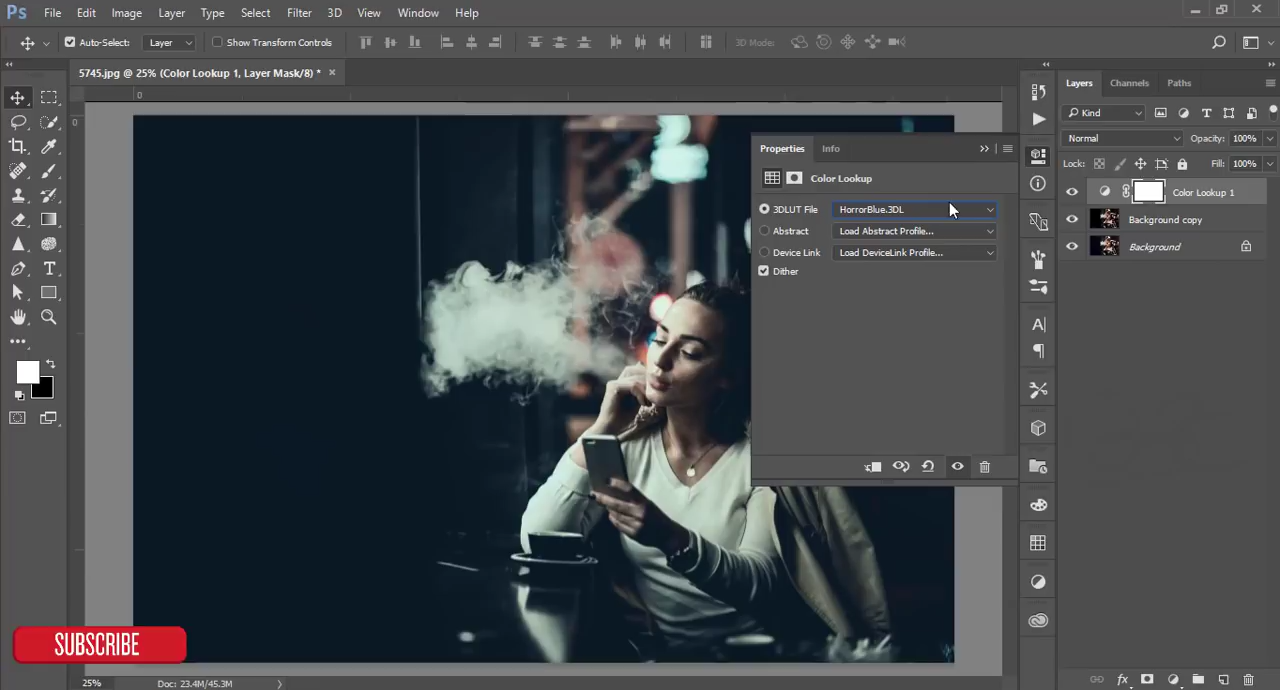 Ps File Edit Image Layer Type Select Filter 3D View Window Help
Auto-Select: Layer Show Transform Controls 3D Mode:
5745.jpg @ 25% (Color Lookup 1, Layer Mask/8) * ×
0
0
Properties Info
Color Lookup
3DLUT File HorrorBlue.3DL
Abstract Load Abstract Profile...
Device Link Load DeviceLink Profile...
Dither
Layers Channels Paths
Kind
Normal Opacity: 100%
Lock: Fill: 100%
Color Lookup 1
Background copy
Background
SUBSCRIBE
25% Doc: 23.4M/45.3M
fx